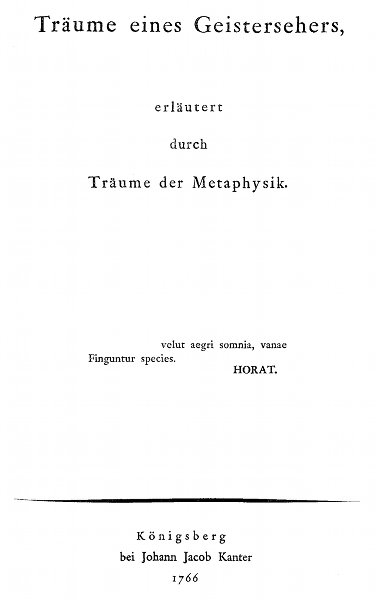 Träume eines Geistersehers,
erläutert
durch
Träume der Metaphysik.
velut aegri somnia, vanae
Finguntur species.
HORAT.
Königsberg
bei Johann Jacob Kanter
1766